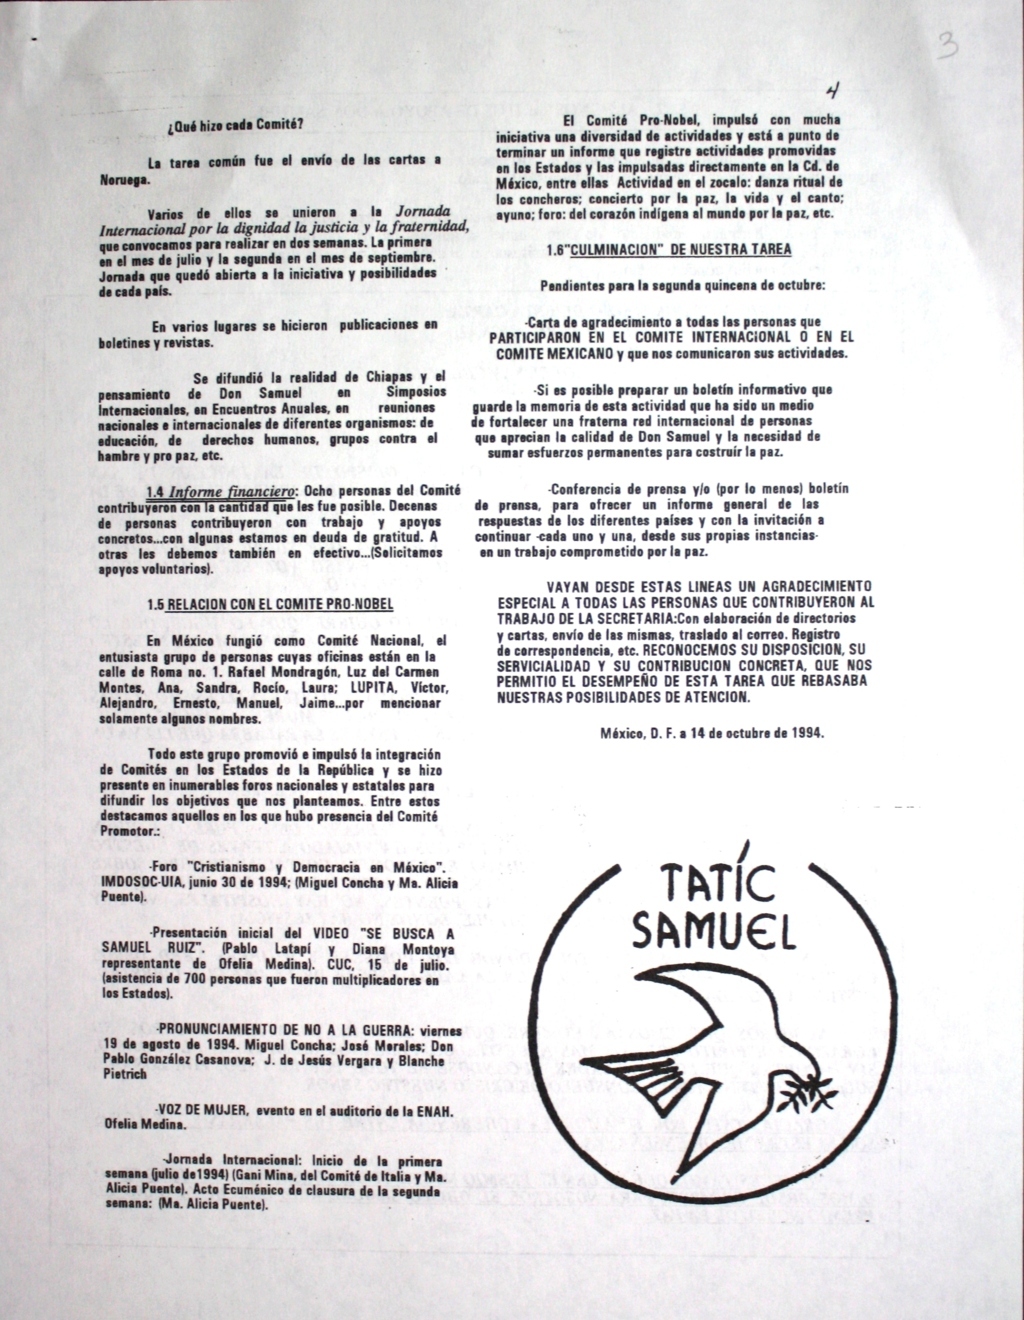 3
4
¿Qué hizo cada Comité?
La tarea común fue el envío de las cartas a
Noruega.
Varios de ellos se unieron a la Jornada
Internacional por la dignidad la justicia y la fraternidad,
que convocamos para realizar en dos semanas. La primera
en el mes de julio y la segunda en el mes de septiembre.
Jornada que quedó abierta a la iniciativa y posibilidades
de cada país.
En varios lugares se hicieron publicaciones en
boletines y revistas.
Se difundió la realidad de Chiapas y el
pensamiento de Don Samuel en Simposios
Internacionales, en Encuentros Anuales, en reuniones
nacionales e internacionales de diferentes organismos: de
educación, de derechos humanos, grupos contra el
hambre y pro paz, etc.
1.4 Informe financiero: Ocho personas del Comité
contribuyeron con la cantidad que les fue posible. Decenas
de personas contribuyeron con trabajo y apoyos
concretos...con algunas estamos en deuda de gratitud. A
otras les debemos también en efectivo...(Solicitamos
apoyos voluntarios).
1.5 RELACION CON EL COMITE PRO-NOBEL
En México fungió como Comité Nacional, el
entusiasta grupo de personas cuyas oficinas están en la
calle de Roma no. 1. Rafael Mondragón, Luz del Carmen
Montes, Ana, Sandra, Rocío, Laura; LUPITA, Víctor,
Alejandro, Ernesto, Manuel, Jaime...por mencionar
solamente algunos nombres.
Todo este grupo promovió e impulsó la integración
de Comités en los Estados de la República y se hizo
presente en inumerables foros nacionales y estatales para
difundir los objetivos que nos planteamos. Entre estos
destacamos aquellos en los que hubo presencia del Comité
Promotor.:
-Foro "Cristianismo y Democracia en México".
IMDOSOC-UIA, junio 30 de 1994; (Miguel Concha y Ma. Alicia
Puente).
-Presentación inicial del VIDEO "SE BUSCA A
SAMUEL RUIZ". (Pablo Latapí y Diana Montoya
representante de Ofelia Medina). CUC, 15 de julio.
(asistencia de 700 personas que fueron multiplicadores en
los Estados).
-PRONUNCIAMIENTO DE NO A LA GUERRA: viernes
19 de agosto de 1994. Miguel Concha; José Morales; Don
Pablo González Casanova; J. de Jesús Vergara y Blanche
Pietrich
-VOZ DE MUJER, evento en el auditorio de la ENAH.
Ofelia Medina.
-Jornada Internacional: Inicio de la primera
semana (julio de1994) (Gani Mina, del Comité de Italia y Ma.
Alicia Puente). Acto Ecuménico de clausura de la segunda
semana: (Ma. Alicia Puente).
El Comité Pro-Nobel, impulsó con mucha
iniciativa una diversidad de actividades y está a punto de
terminar un informe que registre actividades promovidas
en los Estados y las impulsadas directamente en la Cd. de
México, entre ellas Actividad en el zocalo: danza ritual de
los concheros; concierto por la paz, la vida y el canto;
ayuno; foro: del corazón indígena al mundo por la paz, etc.
1.6"CULMINACION" DE NUESTRA TAREA
Pendientes para la segunda quincena de octubre:
-Carta de agradecimiento a todas las personas que
PARTICIPARON EN EL COMITE INTERNACIONAL O EN EL
COMITE MEXICANO y que nos comunicaron sus actividades.
-Si es posible preparar un boletín informativo que
guarde la memoria de esta actividad que ha sido un medio
de fortalecer una fraterna red internacional de personas
que aprecian la calidad de Don Samuel y la necesidad de
sumar esfuerzos permanentes para costruír la paz.
-Conferencia de prensa y/o (por lo menos) boletín
de prensa, para ofrecer un informe general de las
respuestas de los diferentes países y con la invitación a
continuar -cada uno y una, desde sus propias instancias-
en un trabajo comprometido por la paz.
VAYAN DESDE ESTAS LINEAS UN AGRADECIMIENTO
ESPECIAL A TODAS LAS PERSONAS QUE CONTRIBUYERON AL
TRABAJO DE LA SECRETARIA:Con elaboración de directorios
y cartas, envío de las mismas, traslado al correo. Registro
de correspondencia, etc. RECONOCEMOS SU DISPOSICION, SU
SERVICIALIDAD Y SU CONTRIBUCION CONCRETA, QUE NOS
PERMITIO EL DESEMPEÑO DE ESTA TAREA QUE REBASABA
NUESTRAS POSIBILIDADES DE ATENCION.
México, D. F. a 14 de octubre de 1994.
TATÍC
SAMUEL